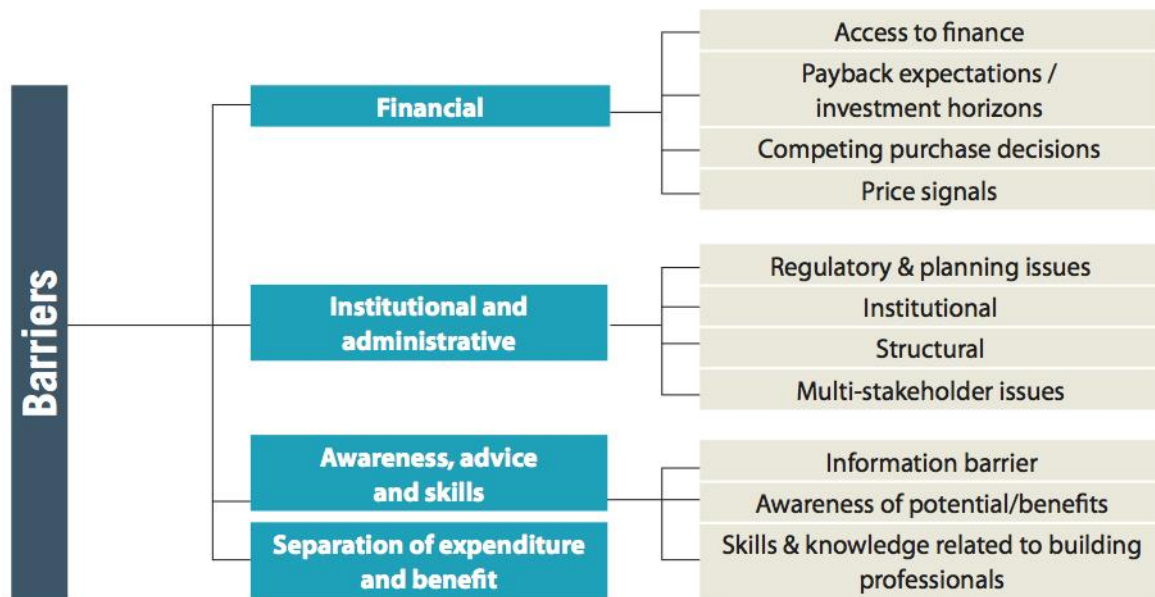 Barriers
Financial
Access to finance
Payback expectations /
investment horizons
Competing purchase decisions
Price signals
Institutional and
administrative
Regulatory & planning issues
Institutional
Structural
Multi-stakeholder issues
Awareness, advice
and skills
Information barrier
Awareness of potential/benefits
Skills & knowledge related to building
professionals
Separation of expenditure
and benefit